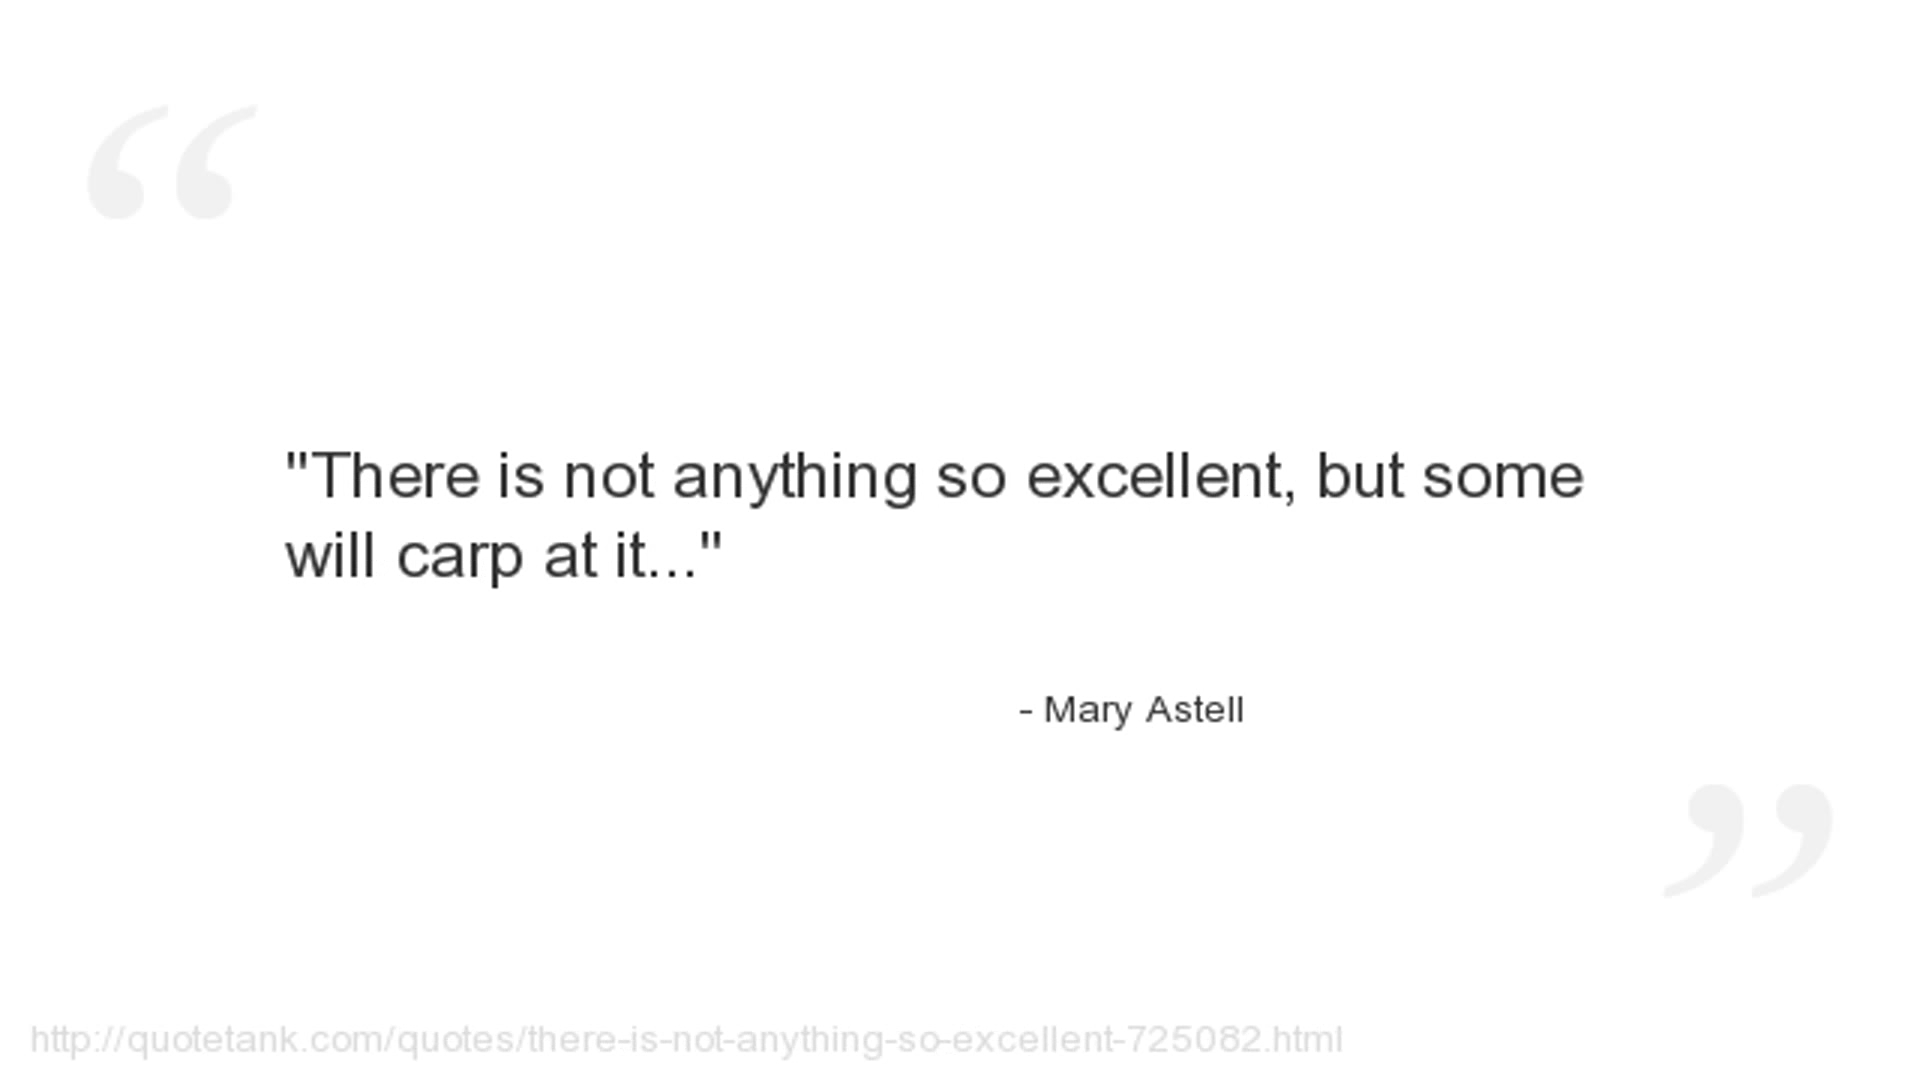 "There is not anything so excellent, but some
will carp at it..."
- Mary Astell
http://quotetank.com/quotes/there-is-not-anything-so-excellent-725082.html